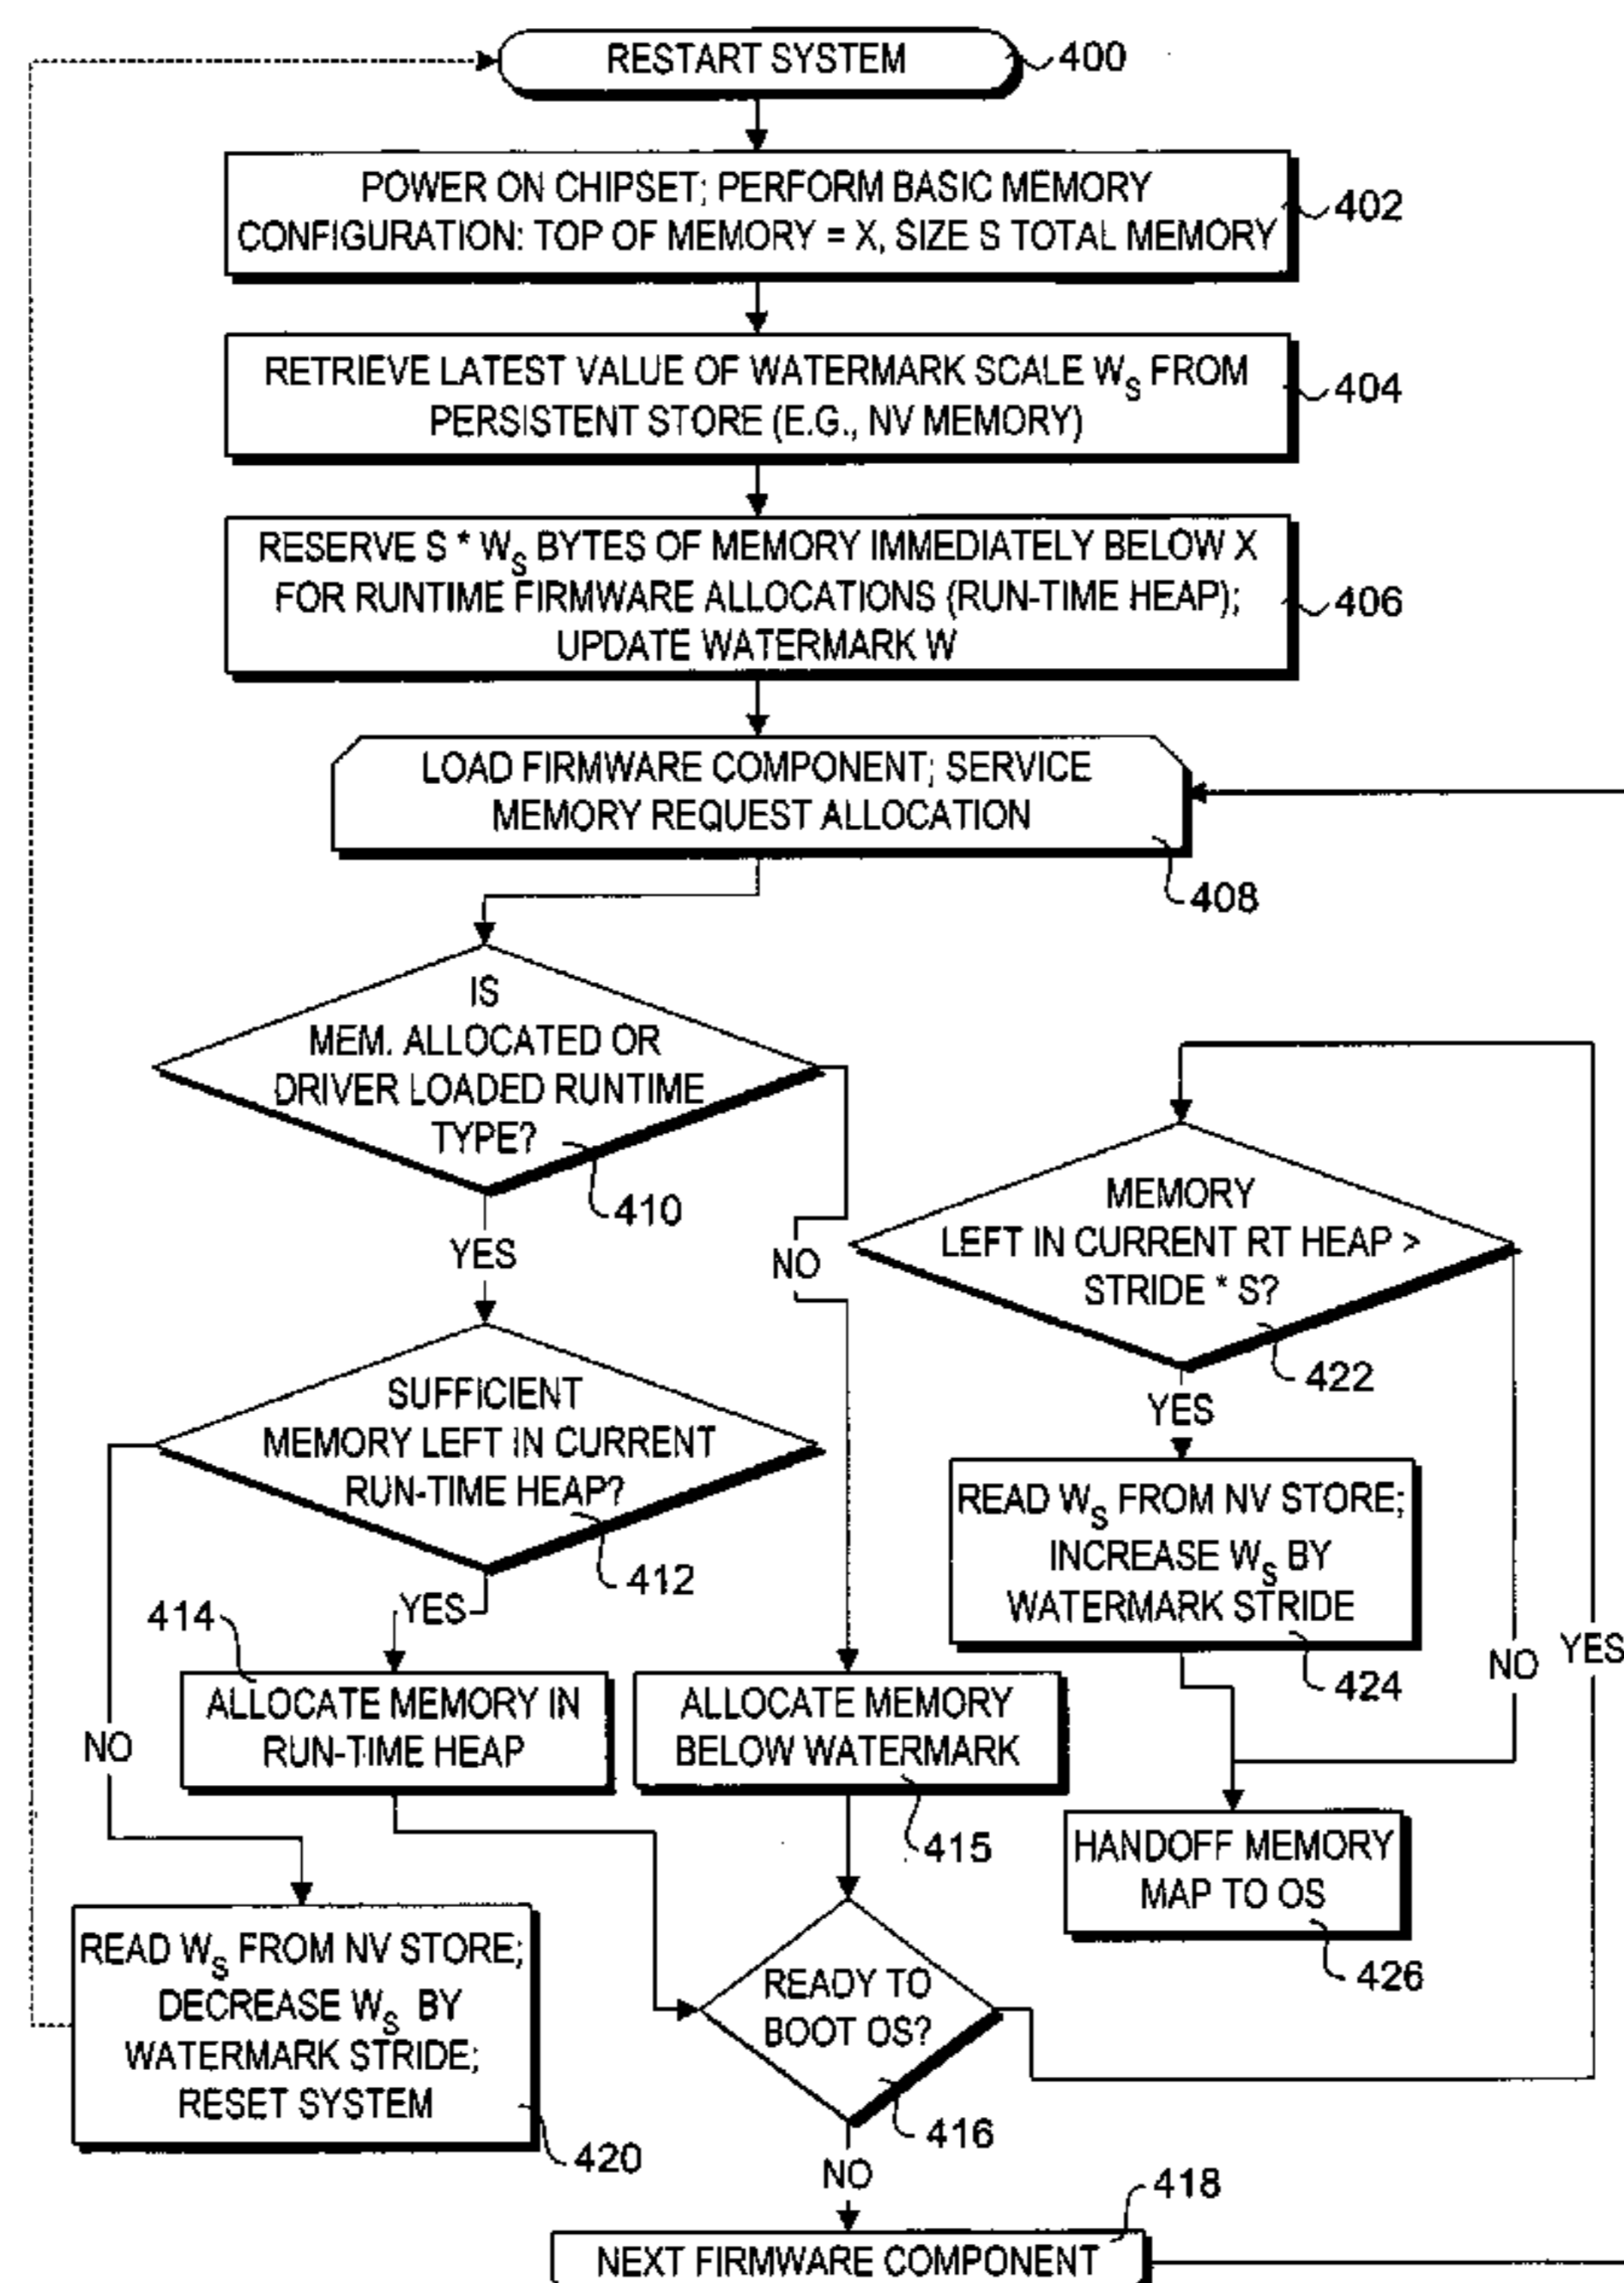 RESTART SYSTEM
400
POWER ON CHIPSET; PERFORM BASIC MEMORY
CONFIGURATION: TOP OF MEMORY = X, SIZE S TOTAL MEMORY
402
RETRIEVE LATEST VALUE OF WATERMARK SCALE WS FROM
PERSISTENT STORE (E.G., NV MEMORY)
404
RESERVE S * WS BYTES OF MEMORY IMMEDIATELY BELOW X
FOR RUNTIME FIRMWARE ALLOCATIONS (RUN-TIME HEAP);
UPDATE WATERMARK W
406
LOAD FIRMWARE COMPONENT; SERVICE
MEMORY REQUEST ALLOCATION
408
IS
MEM. ALLOCATED OR
DRIVER LOADED RUNTIME
TYPE?
410
YES
NO
SUFFICIENT
MEMORY LEFT IN CURRENT
RUN-TIME HEAP?
412
YES
NO
414
ALLOCATE MEMORY IN
RUN-TIME HEAP
ALLOCATE MEMORY
BELOW WATERMARK
415
MEMORY
LEFT IN CURRENT RT HEAP >
STRIDE * S?
422
YES
NO
YES
READ WS FROM NV STORE;
INCREASE WS BY
WATERMARK STRIDE
424
HANDOFF MEMORY
MAP TO OS
426
READ WS FROM NV STORE;
DECREASE WS BY
WATERMARK STRIDE;
RESET SYSTEM
420
READY TO
BOOT OS?
416
NO
418
NEXT FIRMWARE COMPONENT